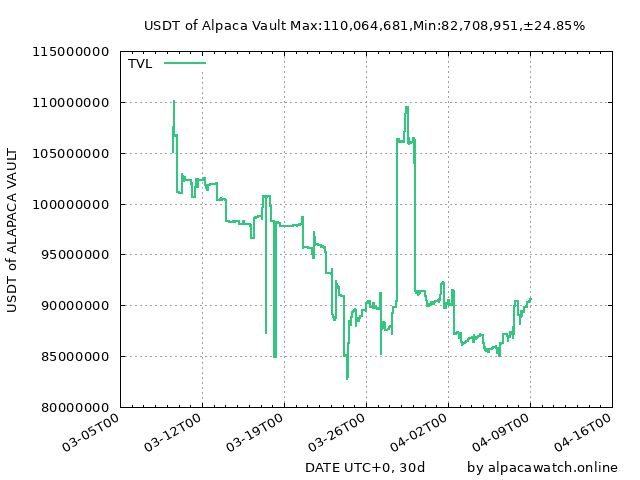 USDT of Alpaca Vault Max:110,064,681,Min:82,708,951,±24.85%
115000000
TVL
110000000
105000000
100000000
95000000
90000000
85000000
80000000
USDT of ALAPACA VAULT
03-05T00
03-12T00
03-19T00
03-26T00
04-02T00
04-09T00
04-16T00
DATE UTC+0, 30d
by alpacawatch.online